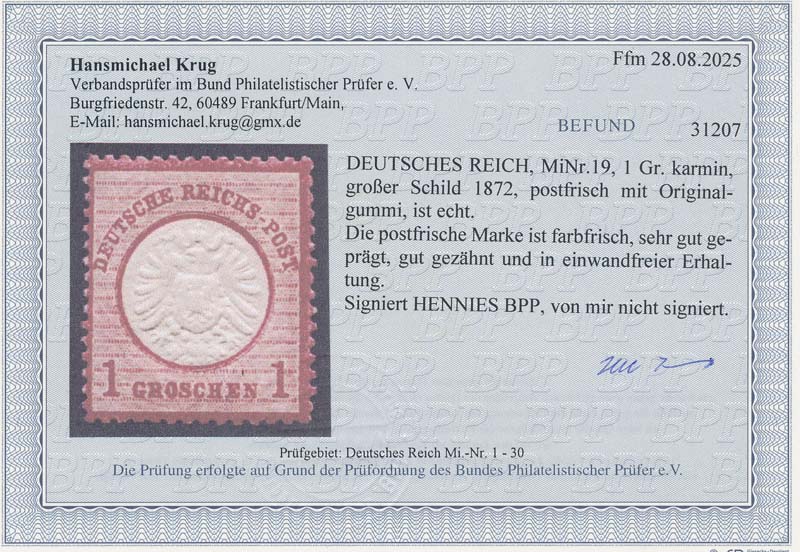 Hansmichael Krug
Ffm 28.08.2025
Verbandsprüfer im Bund Philatelistischer Prüfer e. V.
Burgfriedenstr. 42, 60489 Frankfurt/Main,
E-Mail: hansmichael.krug@gmx.de
BEFUND 31207
DEUTSCHES REICH, MiNr.19, 1 Gr. karmin,
großer Schild 1872, postfrisch mit Original-
gummi, ist echt.
Die postfrische Marke ist farbfrisch, sehr gut ge-
prägt, gut gezähnt und in einwandfreier Erhal-
tung.
Signiert HENNIES BPP, von mir nicht signiert.
DEUTSCHE REICHS-POST
1 GROSCHEN 1
Prüfgebiet: Deutsches Reich Mi.-Nr. 1 - 30
Die Prüfung erfolgte auf Grund der Prüfordnung des Bundes Philatelistischer Prüfer e.V.
BPP